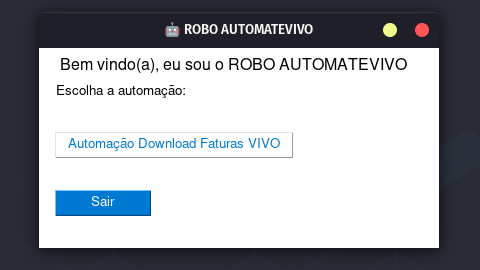 🤖 ROBO AUTOMATEVIVO
Bem vindo(a), eu sou o ROBO AUTOMATEVIVO
Escolha a automação:
Automação Download Faturas VIVO
Sair